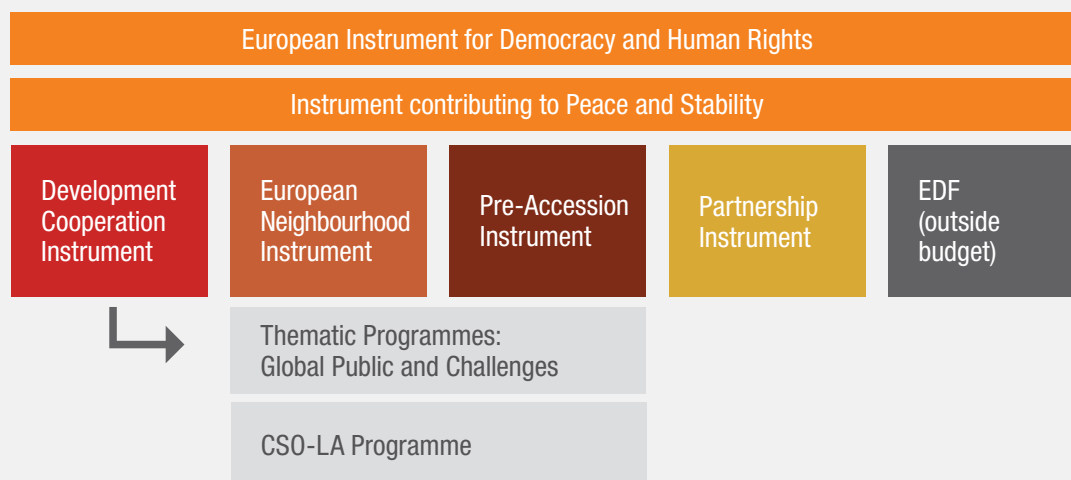 European Instrument for Democracy and Human Rights
Instrument contributing to Peace and Stability
Development
Cooperation
Instrument
European
Neighbourhood
Instrument
Pre-Accession
Instrument
Partnership
Instrument
EDF
(outside
budget)
Thematic Programmes:
Global Public and Challenges
CSO-LA Programme